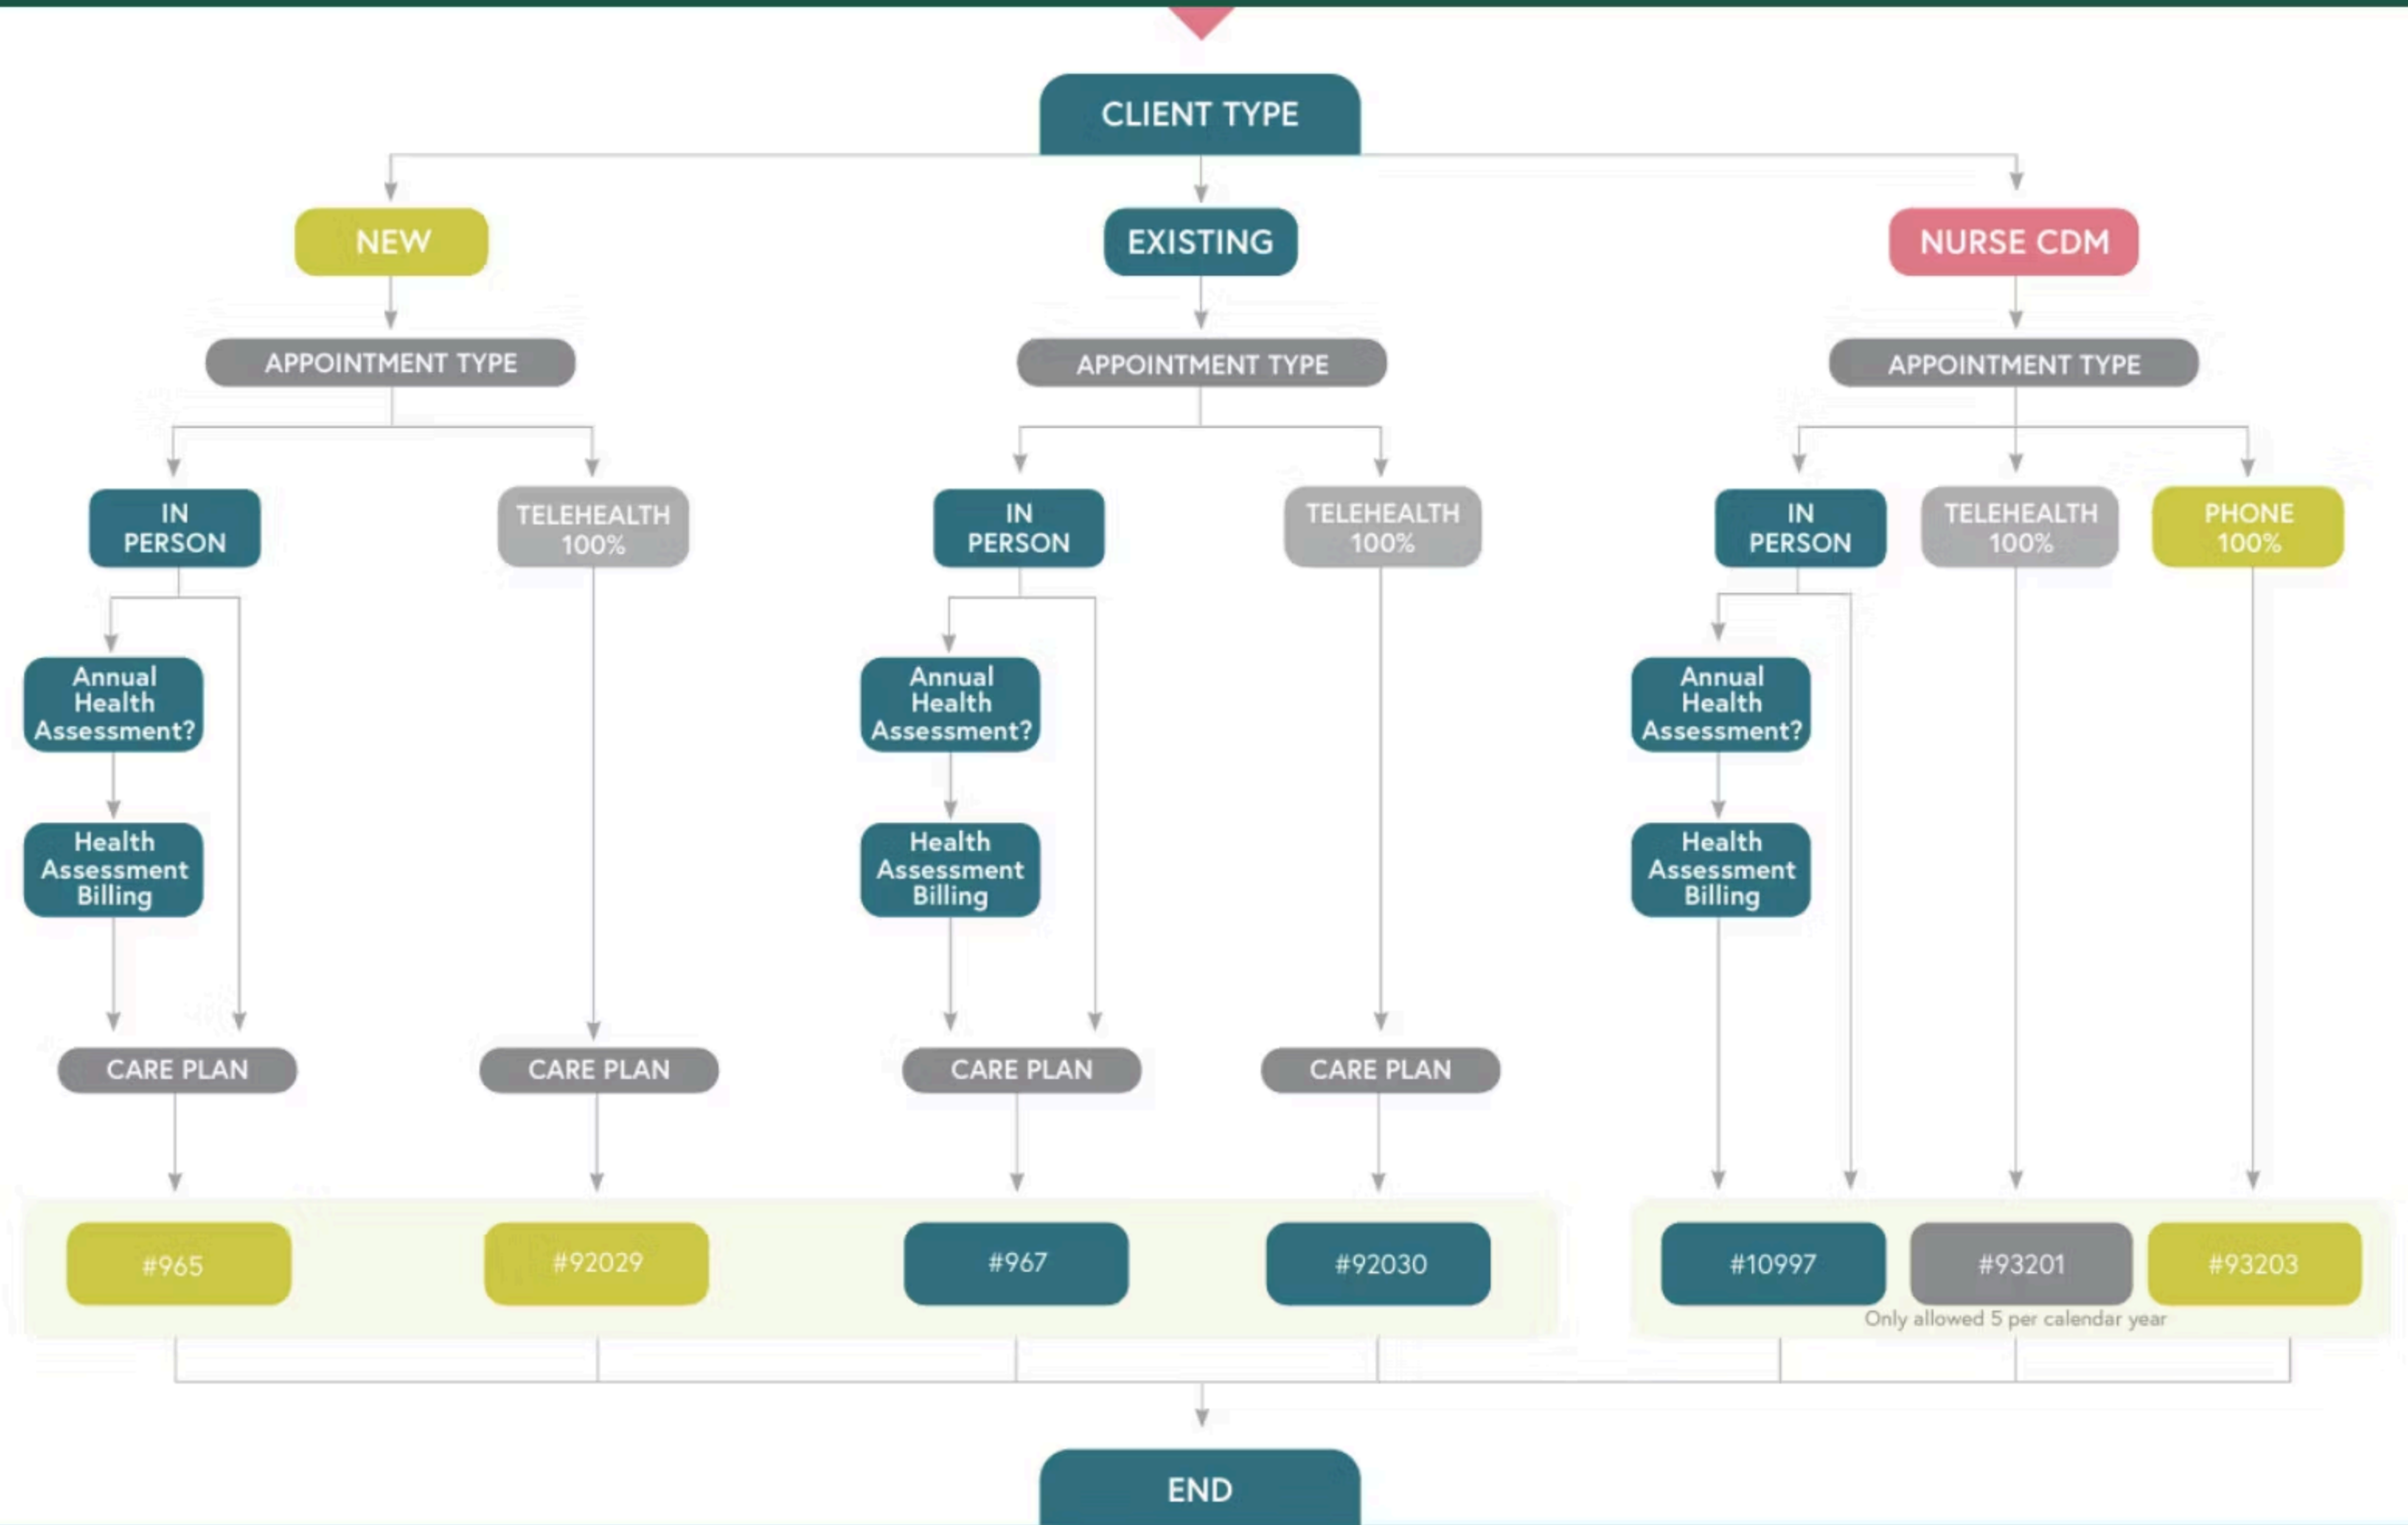 CLIENT TYPE
NEW
EXISTING
NURSE CDM
APPOINTMENT TYPE
APPOINTMENT TYPE
APPOINTMENT TYPE
IN
PERSON
TELEHEALTH
100%
IN
PERSON
TELEHEALTH
100%
IN
PERSON
TELEHEALTH
100%
PHONE
100%
Annual
Health
Assessment?
Annual
Health
Assessment?
Annual
Health
Assessment?
Health
Assessment
Billing
Health
Assessment
Billing
Health
Assessment
Billing
CARE PLAN
CARE PLAN
CARE PLAN
CARE PLAN
#965
#92029
#967
#92030
#10997
#93201
#93203
Only allowed 5 per calendar year
END